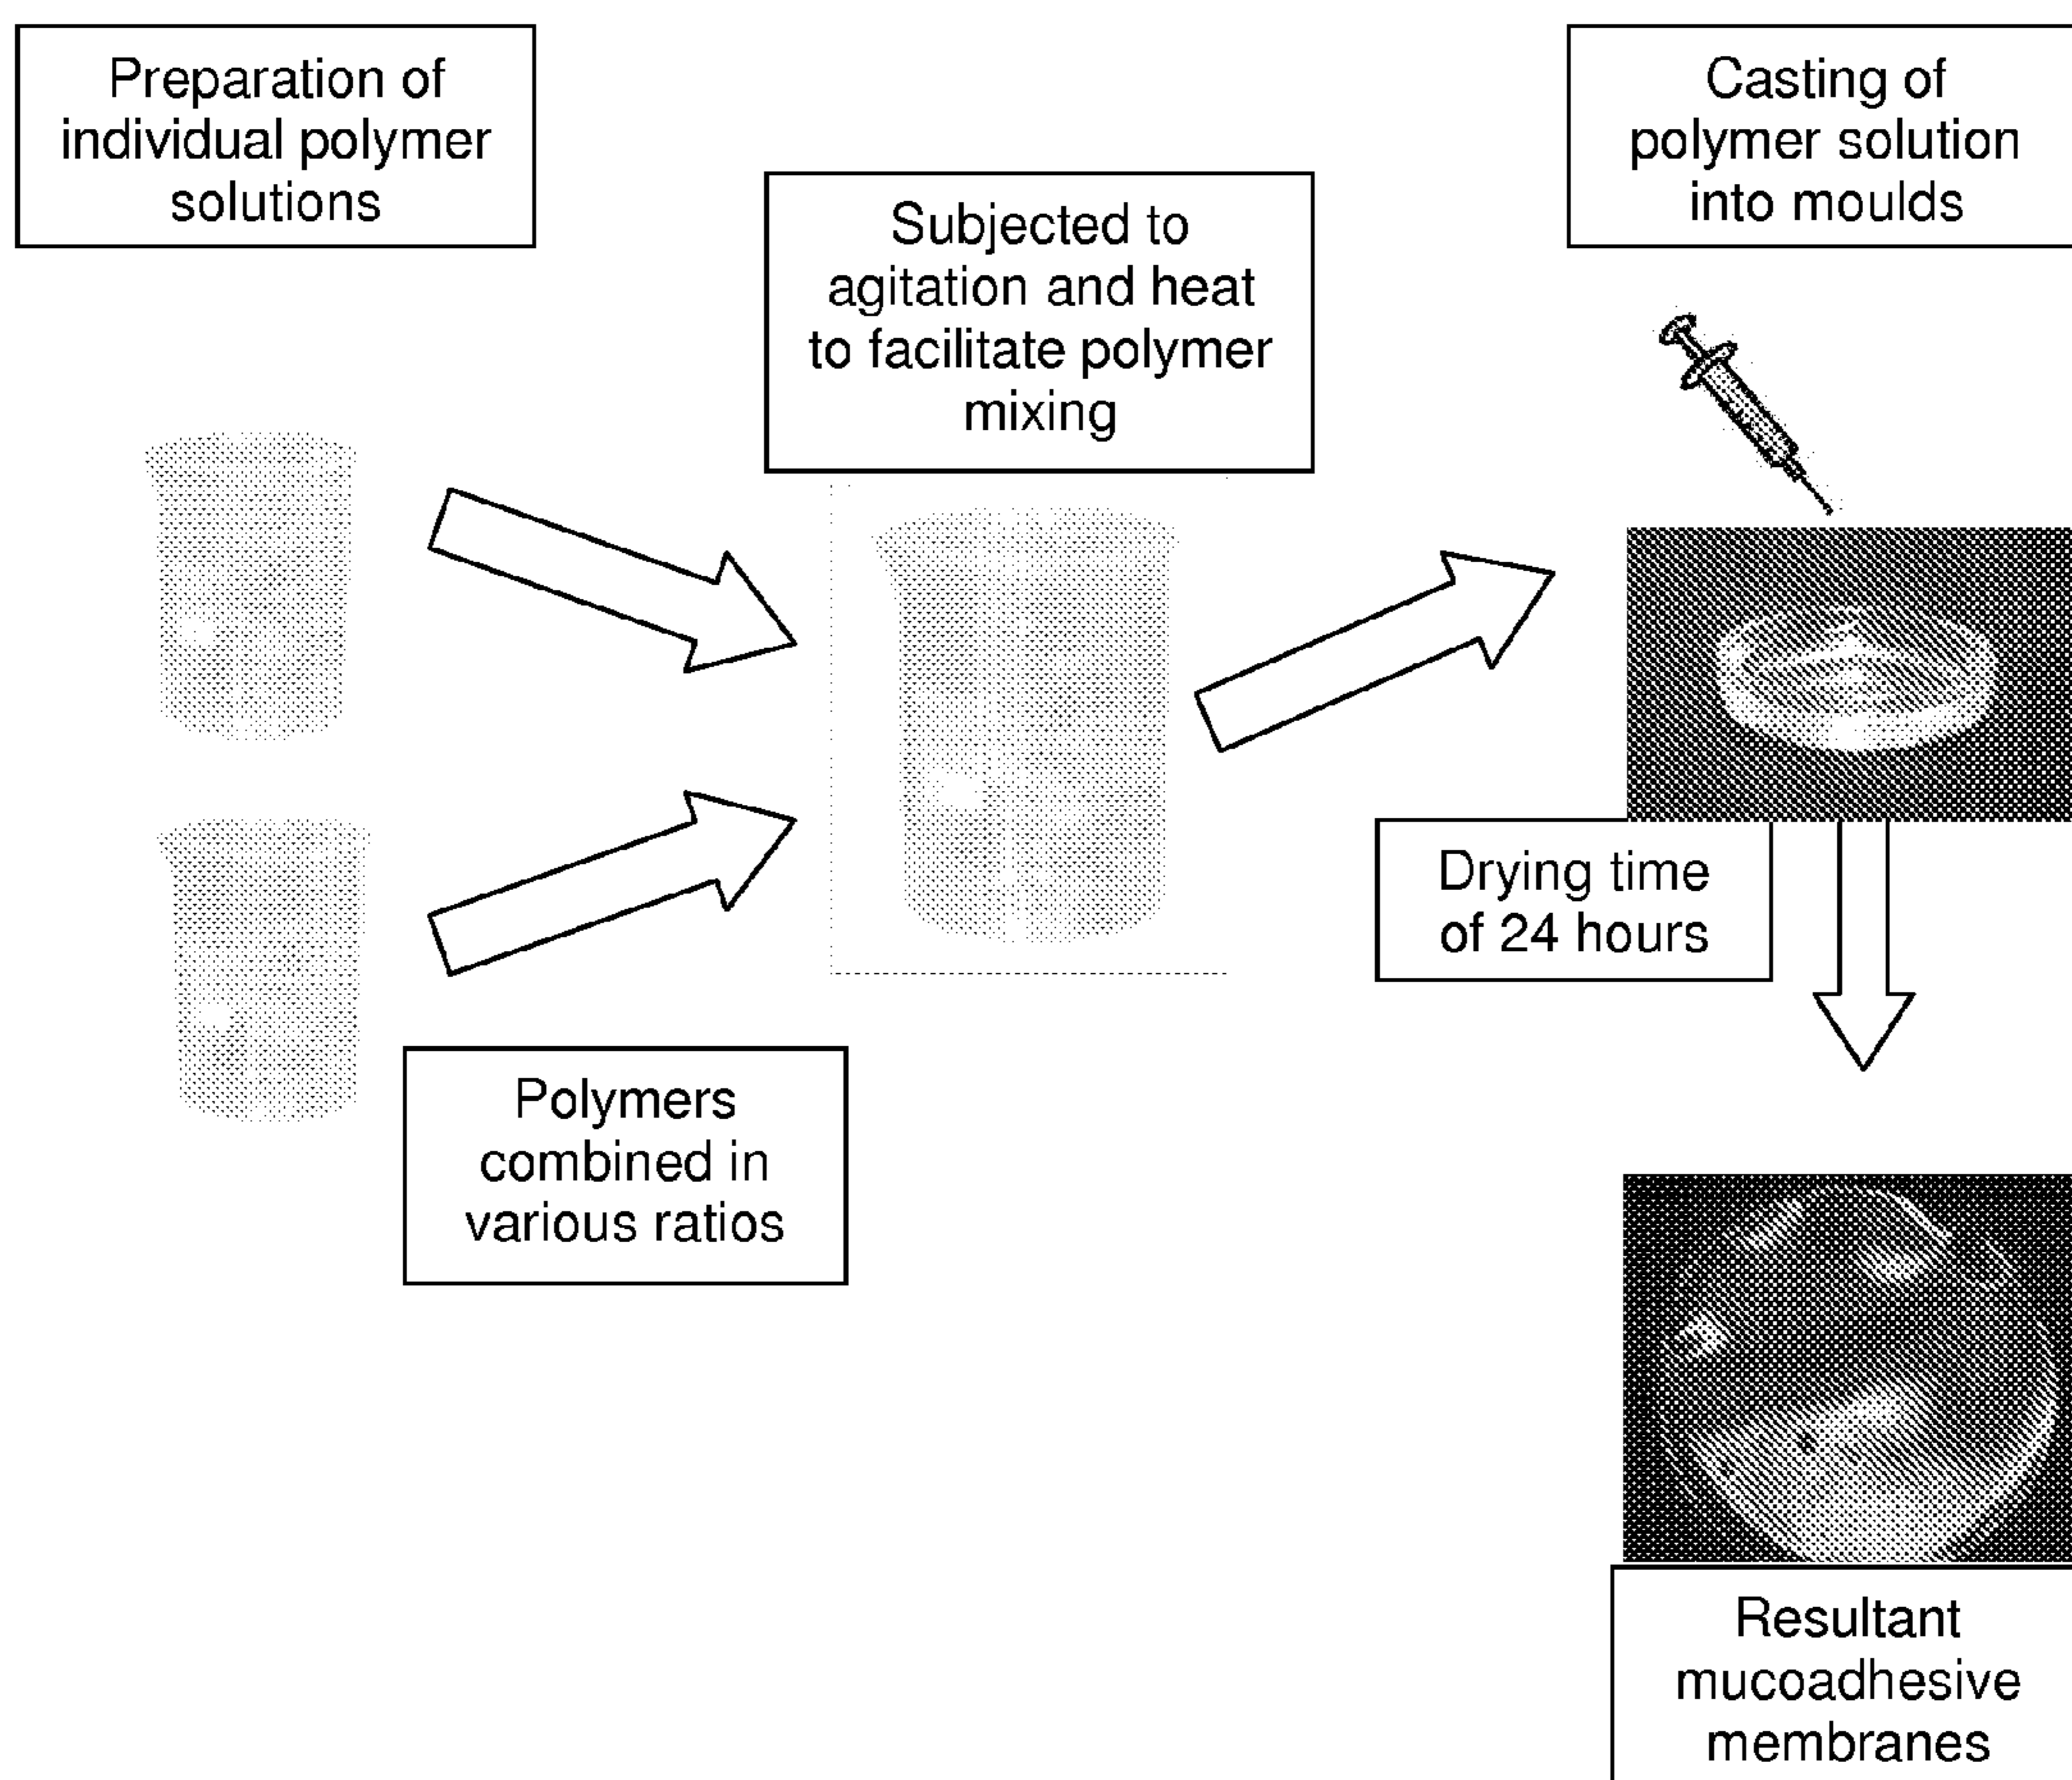 Preparation of
individual polymer
solutions
Subjected to
agitation and heat
to facilitate polymer
mixing
Casting of
polymer solution
into moulds
Polymers
combined in
various ratios
Drying time
of 24 hours
Resultant
mucoadhesive
membranes